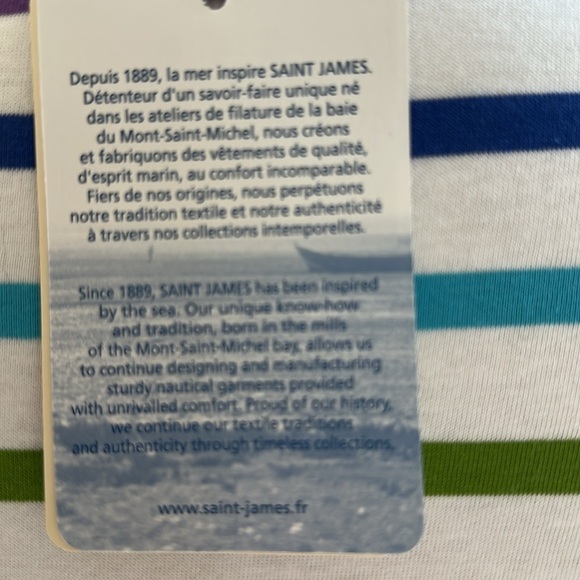 Depuis 1889, la mer inspire SAINT JAMES.
Détenteur d'un savoir-faire unique né
dans les ateliers de filature de la baie
du Mont-Saint-Michel, nous créons
et fabriquons des vêtements de qualité,
d'esprit marin, au confort incomparable.
Fiers de nos origines, nous perpétuons
notre tradition textile et notre authenticité
à travers nos collections intemporelles.
Since 1889, SAINT JAMES has been inspired
by the sea. Our unique know-how
and tradition, born in the mills
of the Mont-Saint-Michel bay, allows us
to continue designing and manufacturing
sturdy nautical garments provided
with unrivalled comfort. Proud of our history,
we continue our textile traditions
and authenticity through timeless collections.
www.saint-james.fr